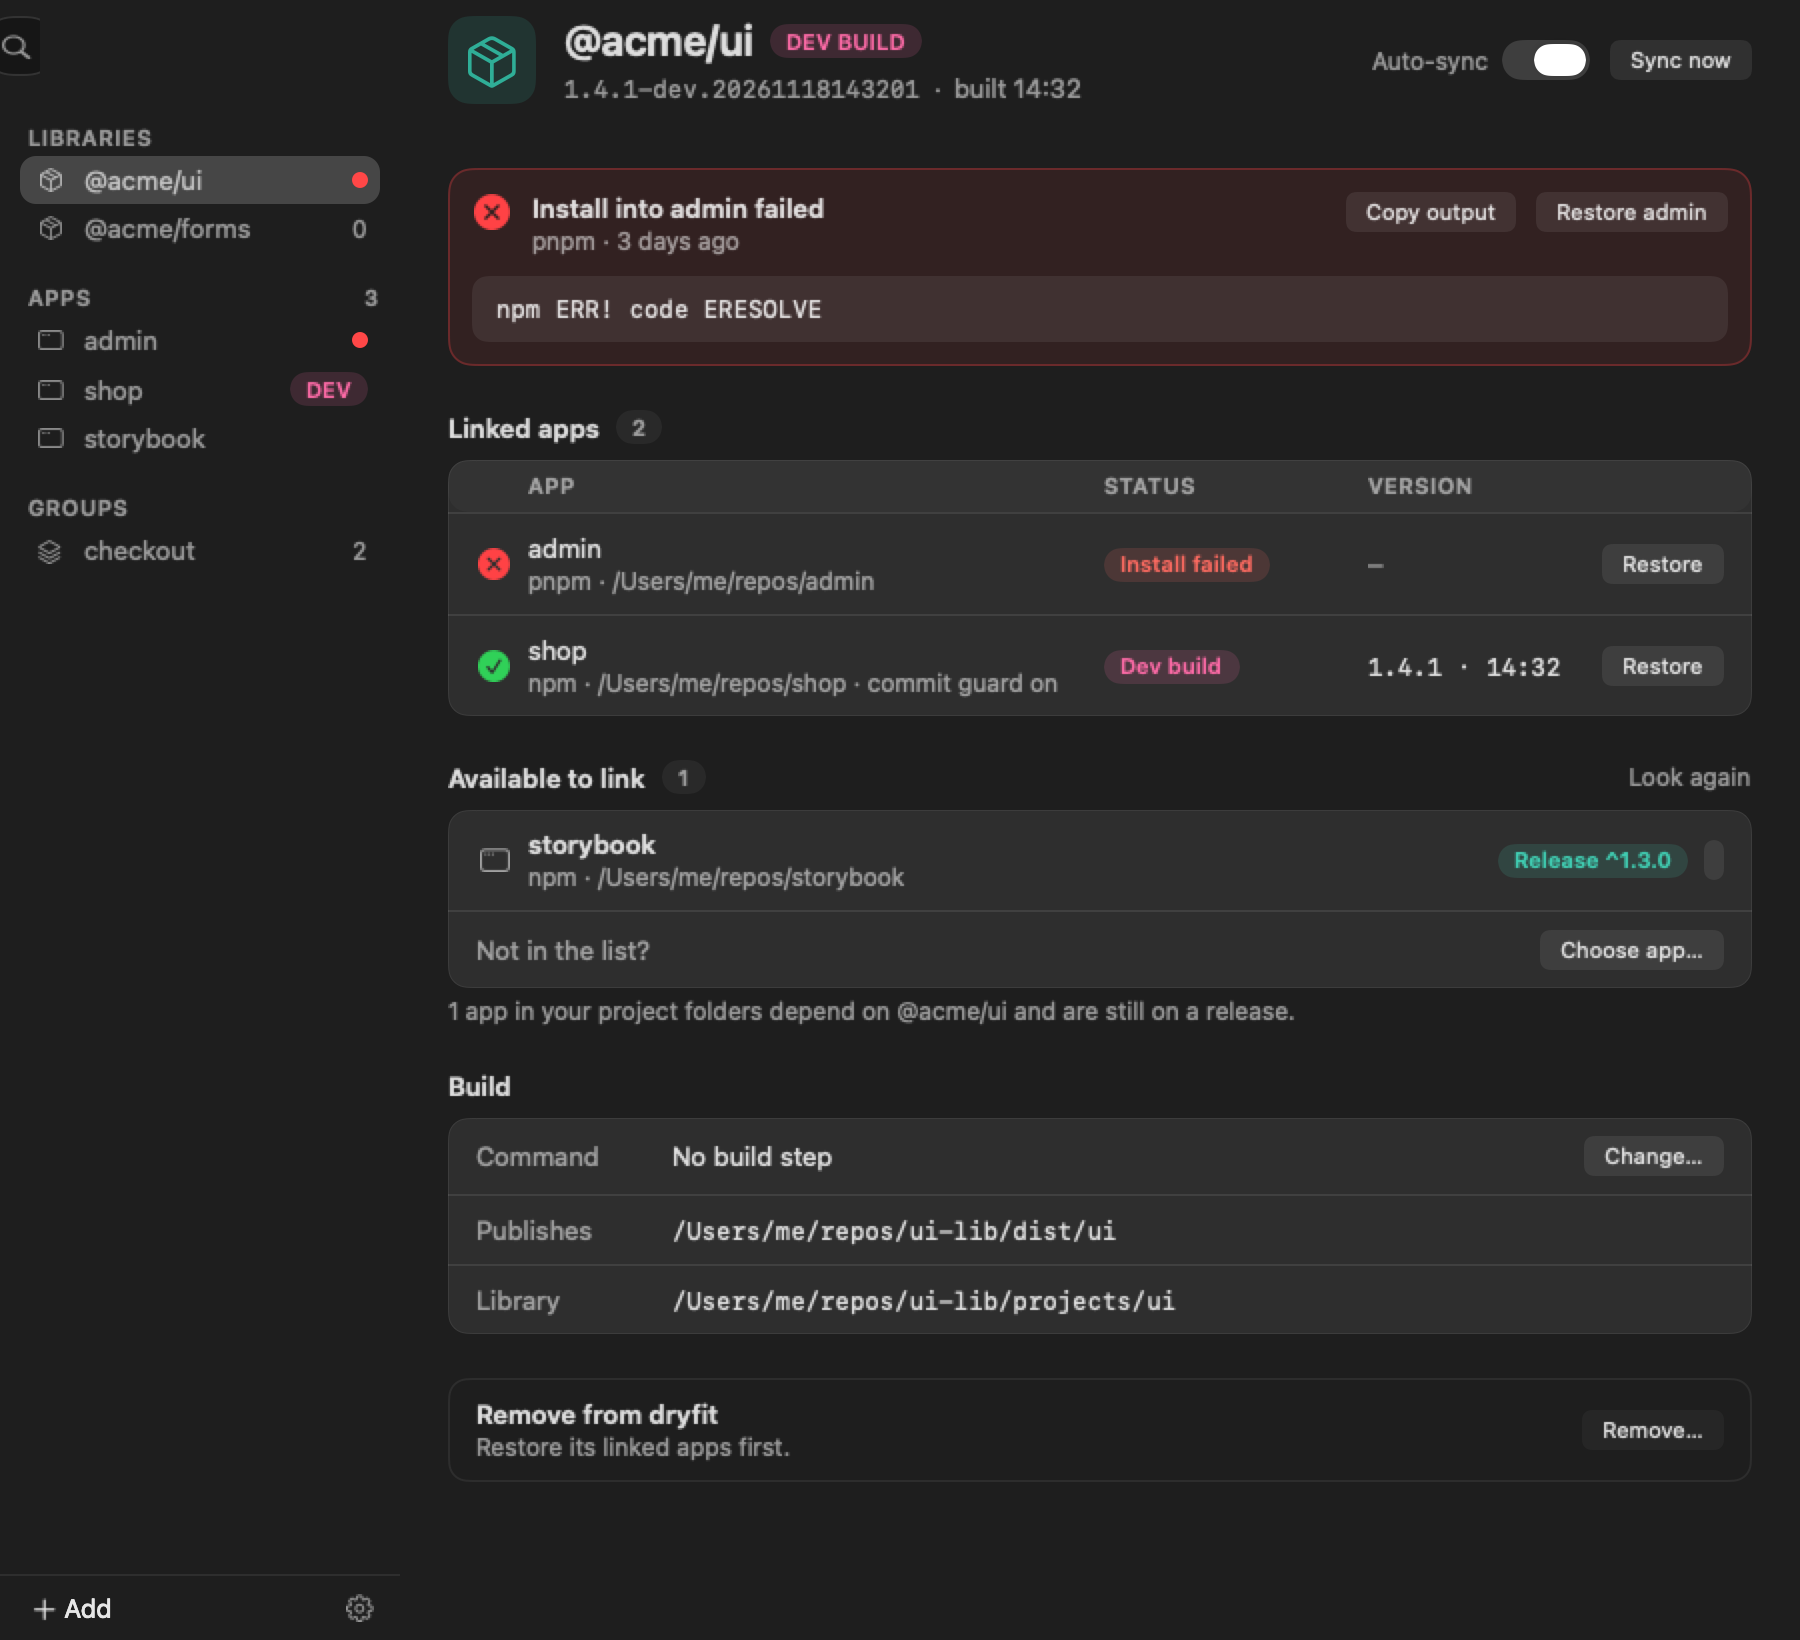 @acme/ui DEV BUILD
1.4.1-dev.20261118143201 · built 14:32
Auto-sync
Sync now
LIBRARIES
@acme/ui
@acme/forms 0
APPS 3
admin
shop DEV
storybook
GROUPS
checkout 2
+ Add
Install into admin failed
pnpm · 3 days ago
Copy output
Restore admin
npm ERR! code ERESOLVE
Linked apps 2
APP STATUS VERSION
admin
pnpm · /Users/me/repos/admin
Install failed
–
Restore
shop
npm · /Users/me/repos/shop · commit guard on
Dev build
1.4.1 · 14:32
Restore
Available to link 1
Look again
storybook
npm · /Users/me/repos/storybook
Release ^1.3.0
Not in the list?
Choose app...
1 app in your project folders depend on @acme/ui and are still on a release.
Build
Command No build step
Change...
Publishes /Users/me/repos/ui-lib/dist/ui
Library /Users/me/repos/ui-lib/projects/ui
Remove from dryfit
Restore its linked apps first.
Remove...